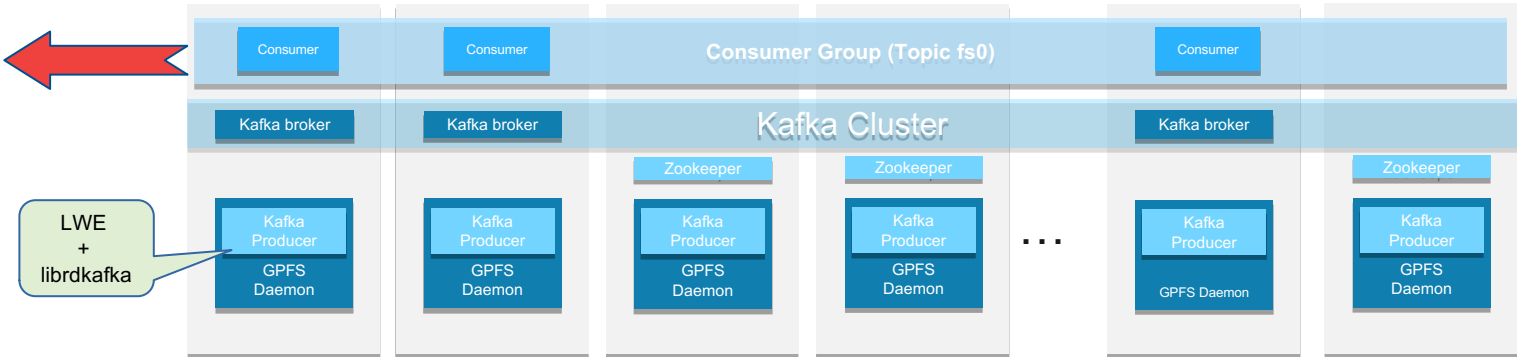 Consumer
Consumer
Consumer Group (Topic fs0)
Consumer
Kafka broker
Kafka broker
Kafka Cluster
Kafka broker
Zookeeper
Zookeeper
Zookeeper
LWE
+
librdkafka
Kafka
Producer
GPFS
Daemon
Kafka
Producer
GPFS
Daemon
Kafka
Producer
GPFS
Daemon
Kafka
Producer
GPFS
Daemon
...
Kafka
Producer
GPFS Daemon
Kafka
Producer
GPFS
Daemon